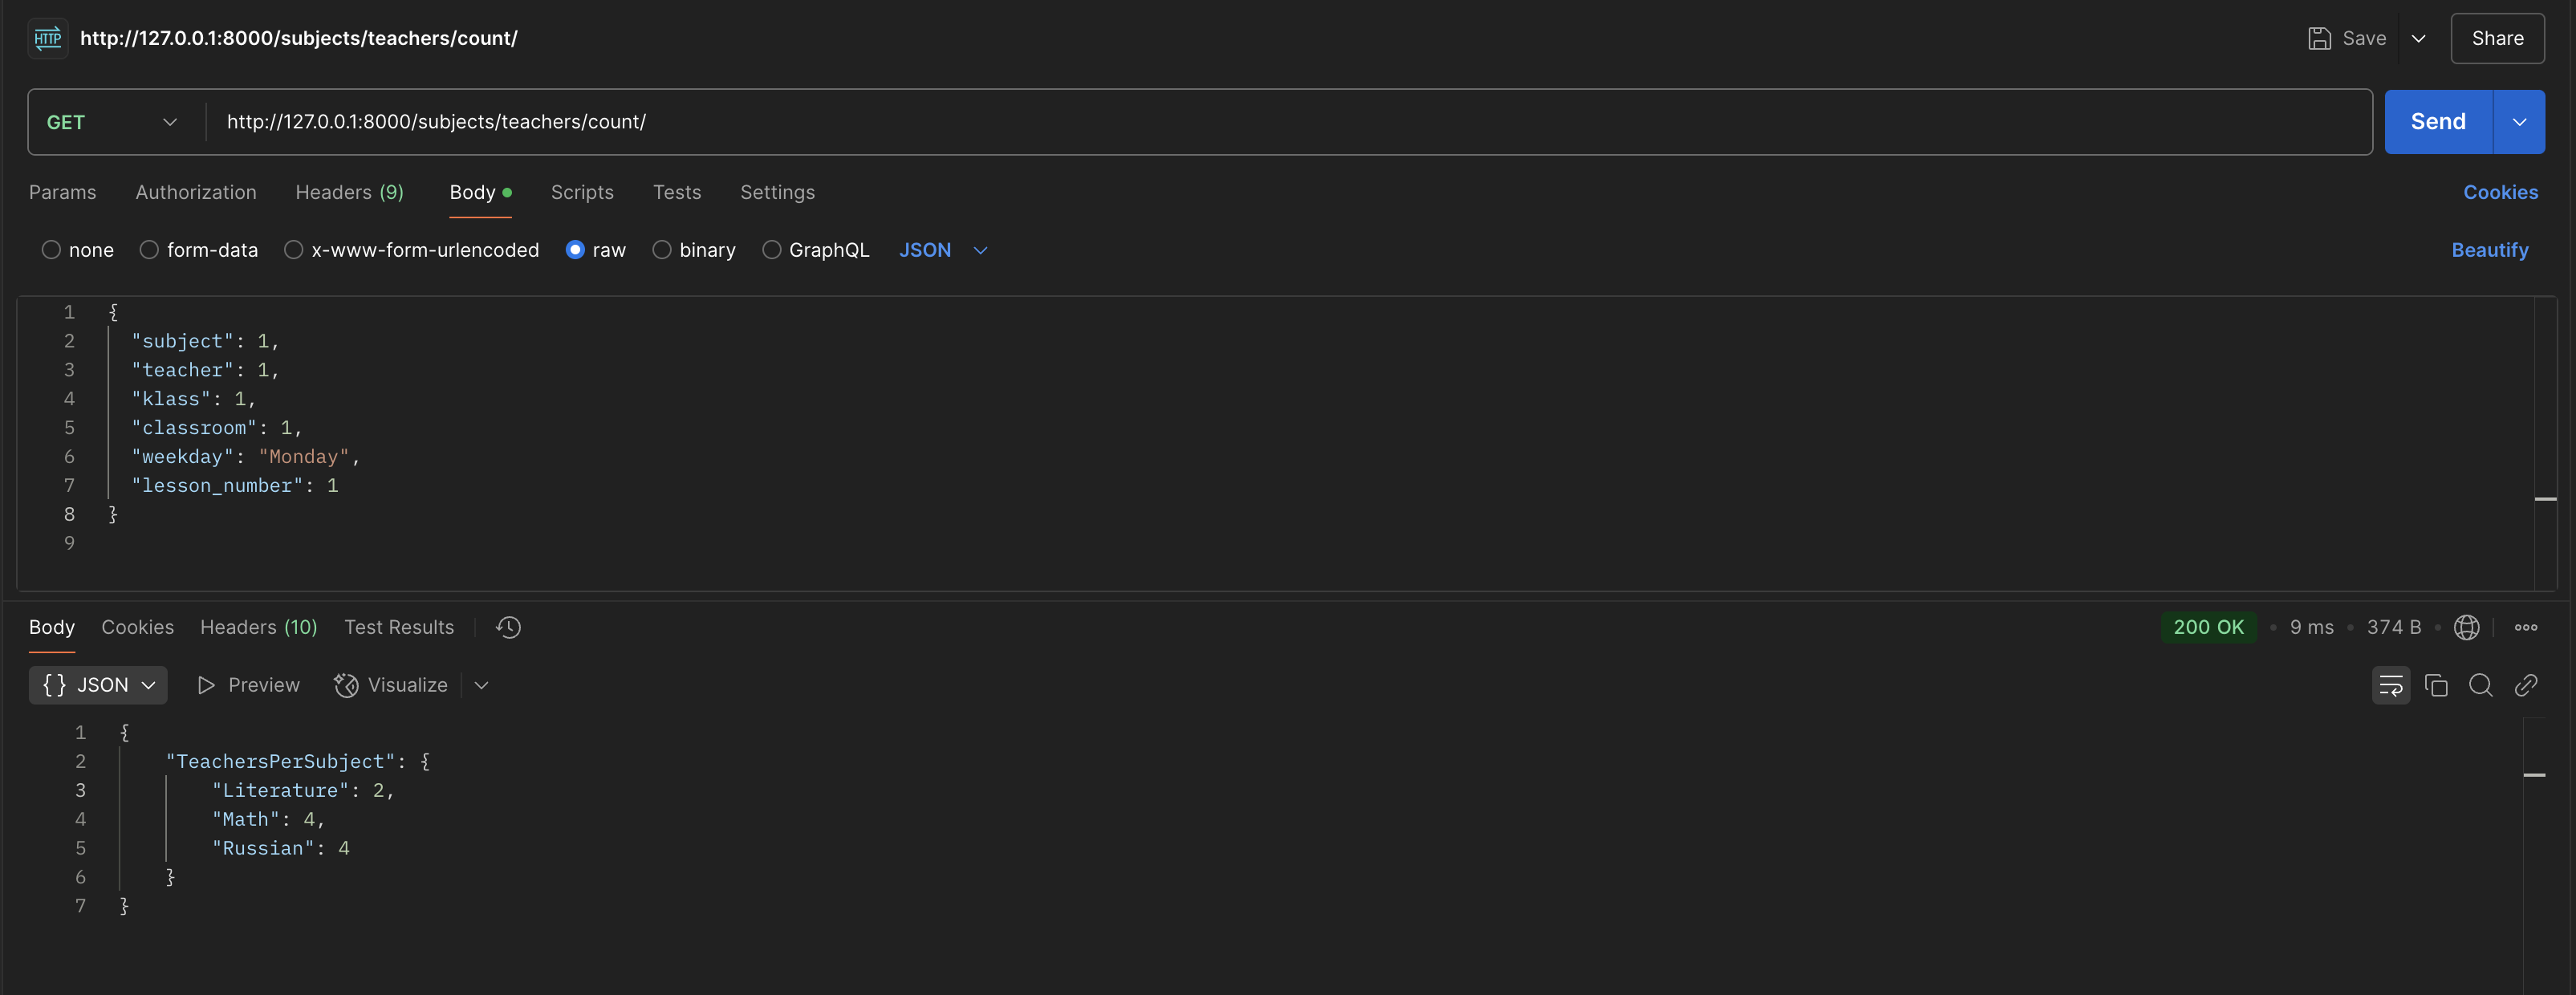 HTTP http://127.0.0.1:8000/subjects/teachers/count/ Save Share
GET http://127.0.0.1:8000/subjects/teachers/count/ Send
Params Authorization Headers (9) Body Scripts Tests Settings Cookies
none form-data x-www-form-urlencoded raw binary GraphQL JSON Beautify
1 {
2 "subject": 1,
3 "teacher": 1,
4 "klass": 1,
5 "classroom": 1,
6 "weekday": "Monday",
7 "lesson_number": 1
8 }
9
Body Cookies Headers (10) Test Results 200 OK • 9 ms • 374 B •
{} JSON Preview Visualize
1 {
2 "TeachersPerSubject": {
3 "Literature": 2,
4 "Math": 4,
5 "Russian": 4
6 }
7 }